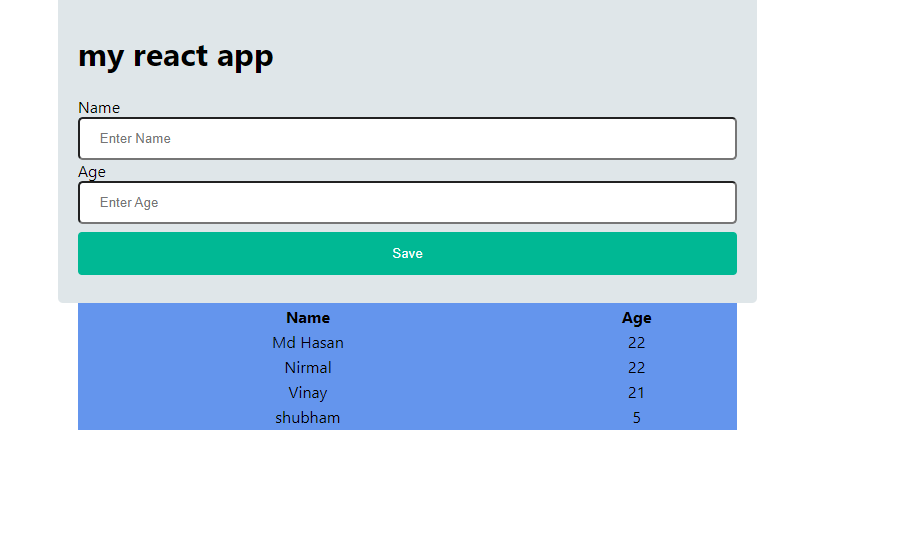 my react app
Name
Enter Name
Age
Enter Age
Save
Name Age
Md Hasan 22
Nirmal 22
Vinay 21
shubham 5